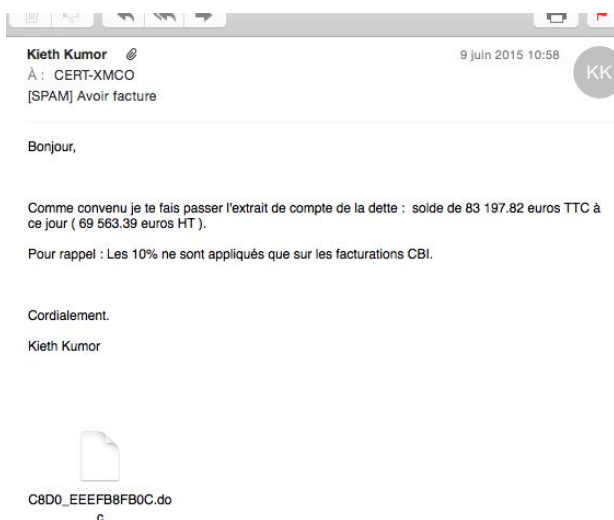 Kieth Kumor
9 juin 2015 10:58
À : CERT-XMCO
KK
[SPAM] Avoir facture
Bonjour,
Comme convenu je te fais passer l'extrait de compte de la dette : solde de 83 197.82 euros TTC à
ce jour ( 69 563.39 euros HT ).
Pour rappel : Les 10% ne sont appliqués que sur les facturations CBI.
Cordialement.
Kieth Kumor
C8D0_EEEFB8FB0C.do
c